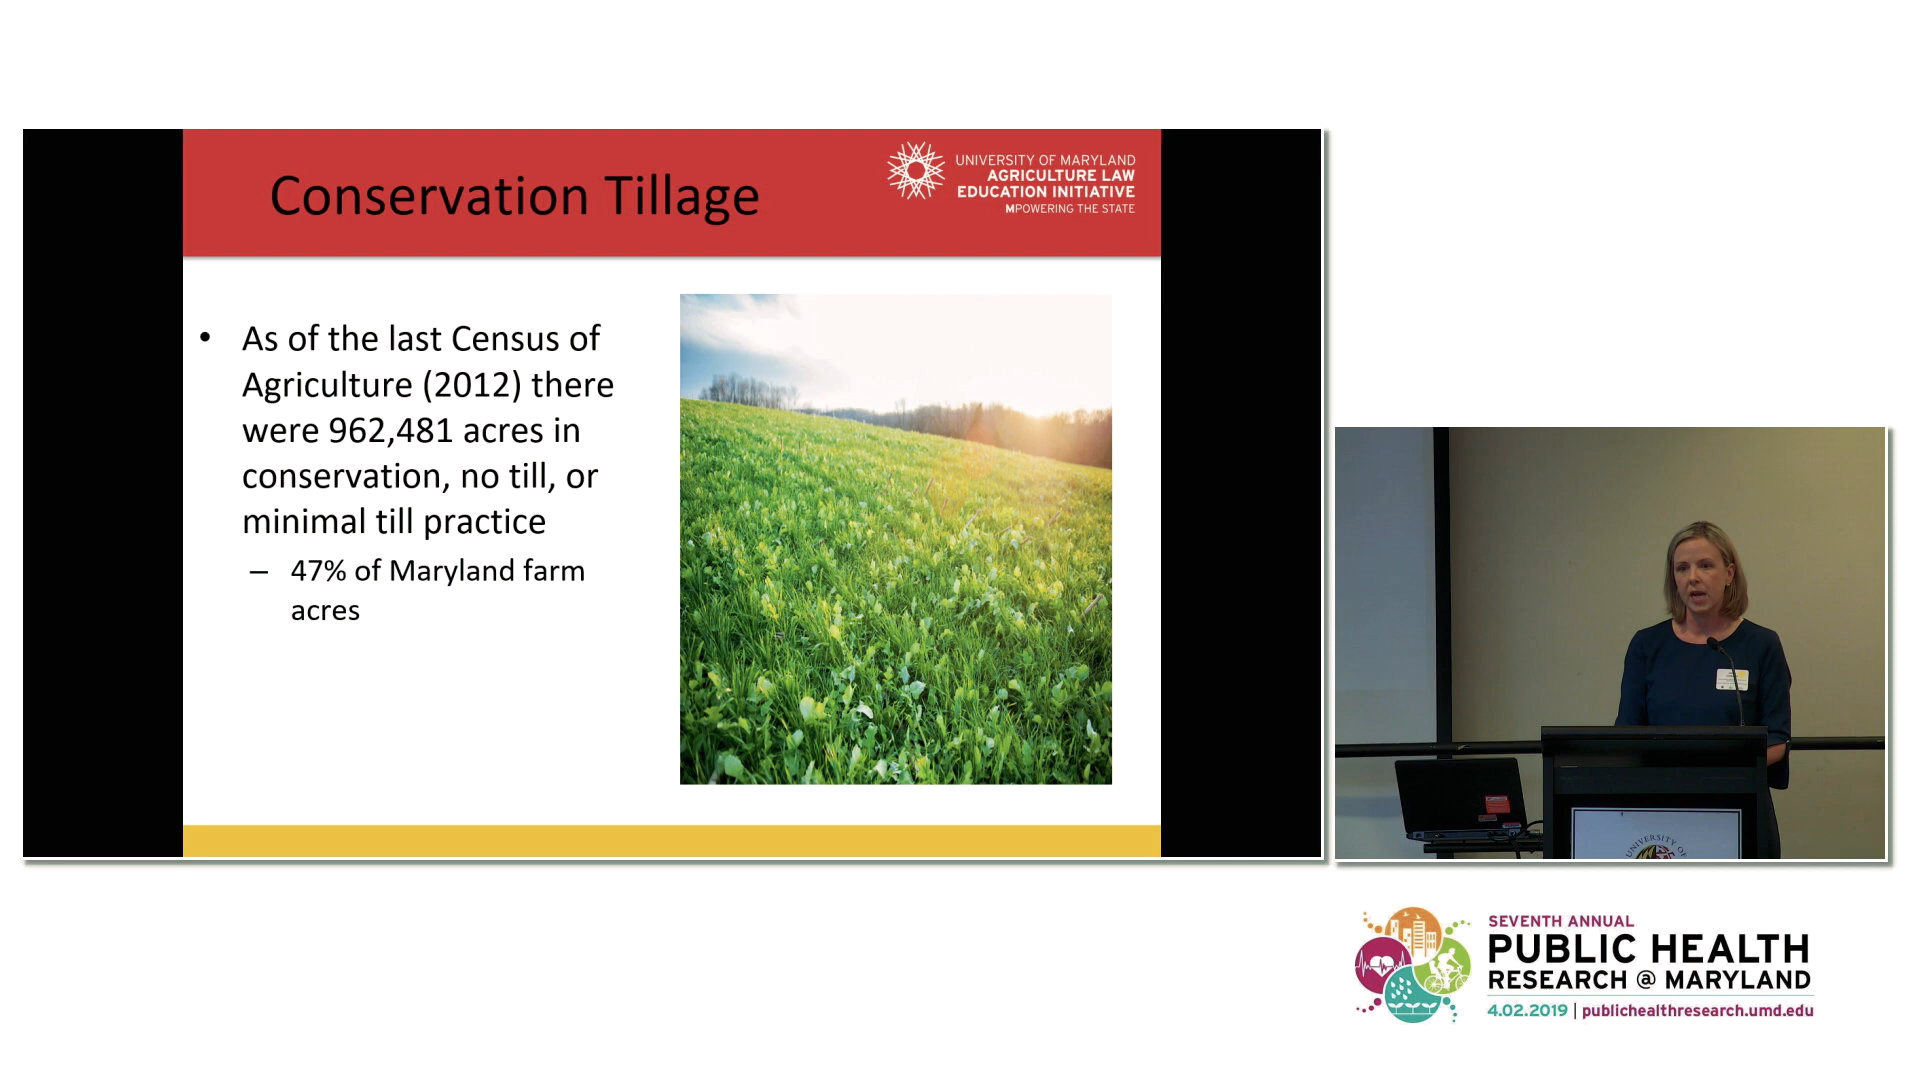 Conservation Tillage
UNIVERSITY OF MARYLAND
AGRICULTURE LAW
EDUCATION INITIATIVE
MPOWERING THE STATE
• As of the last Census of
Agriculture (2012) there
were 962,481 acres in
conservation, no till, or
minimal till practice
– 47% of Maryland farm
acres
UNIVERSITY OF
SEVENTH ANNUAL
PUBLIC HEALTH
RESEARCH @ MARYLAND
4.02.2019 | publichealthresearch.umd.edu